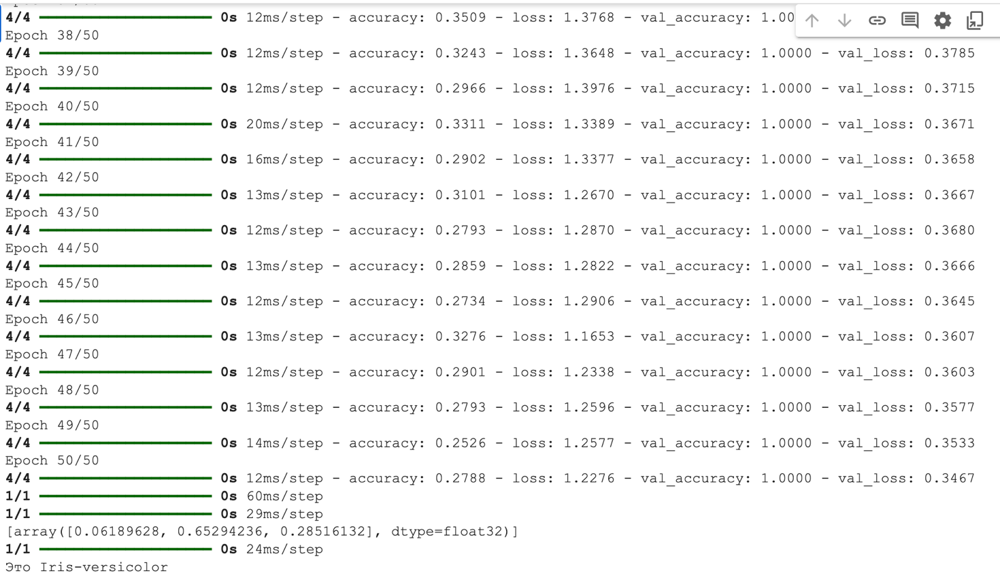 4/4 0s 12ms/step - accuracy: 0.3509 - loss: 1.3768 - val_accuracy: 1.00
Epoch 38/50
4/4 0s 12ms/step - accuracy: 0.3243 - loss: 1.3648 - val_accuracy: 1.0000 - val_loss: 0.3785
Epoch 39/50
4/4 0s 12ms/step - accuracy: 0.2966 - loss: 1.3976 - val_accuracy: 1.0000 - val_loss: 0.3715
Epoch 40/50
4/4 0s 20ms/step - accuracy: 0.3311 - loss: 1.3389 - val_accuracy: 1.0000 - val_loss: 0.3671
Epoch 41/50
4/4 0s 16ms/step - accuracy: 0.2902 - loss: 1.3377 - val_accuracy: 1.0000 - val_loss: 0.3658
Epoch 42/50
4/4 0s 13ms/step - accuracy: 0.3101 - loss: 1.2670 - val_accuracy: 1.0000 - val_loss: 0.3667
Epoch 43/50
4/4 0s 12ms/step - accuracy: 0.2793 - loss: 1.2870 - val_accuracy: 1.0000 - val_loss: 0.3680
Epoch 44/50
4/4 0s 13ms/step - accuracy: 0.2859 - loss: 1.2822 - val_accuracy: 1.0000 - val_loss: 0.3666
Epoch 45/50
4/4 0s 12ms/step - accuracy: 0.2734 - loss: 1.2906 - val_accuracy: 1.0000 - val_loss: 0.3645
Epoch 46/50
4/4 0s 13ms/step - accuracy: 0.3276 - loss: 1.1653 - val_accuracy: 1.0000 - val_loss: 0.3607
Epoch 47/50
4/4 0s 12ms/step - accuracy: 0.2901 - loss: 1.2338 - val_accuracy: 1.0000 - val_loss: 0.3603
Epoch 48/50
4/4 0s 13ms/step - accuracy: 0.2793 - loss: 1.2596 - val_accuracy: 1.0000 - val_loss: 0.3577
Epoch 49/50
4/4 0s 14ms/step - accuracy: 0.2526 - loss: 1.2577 - val_accuracy: 1.0000 - val_loss: 0.3533
Epoch 50/50
4/4 0s 12ms/step - accuracy: 0.2788 - loss: 1.2276 - val_accuracy: 1.0000 - val_loss: 0.3467
1/1 0s 60ms/step
1/1 0s 29ms/step
[array([0.06189628, 0.65294236, 0.28516132], dtype=float32)]
1/1 0s 24ms/step
Это Iris-versicolor